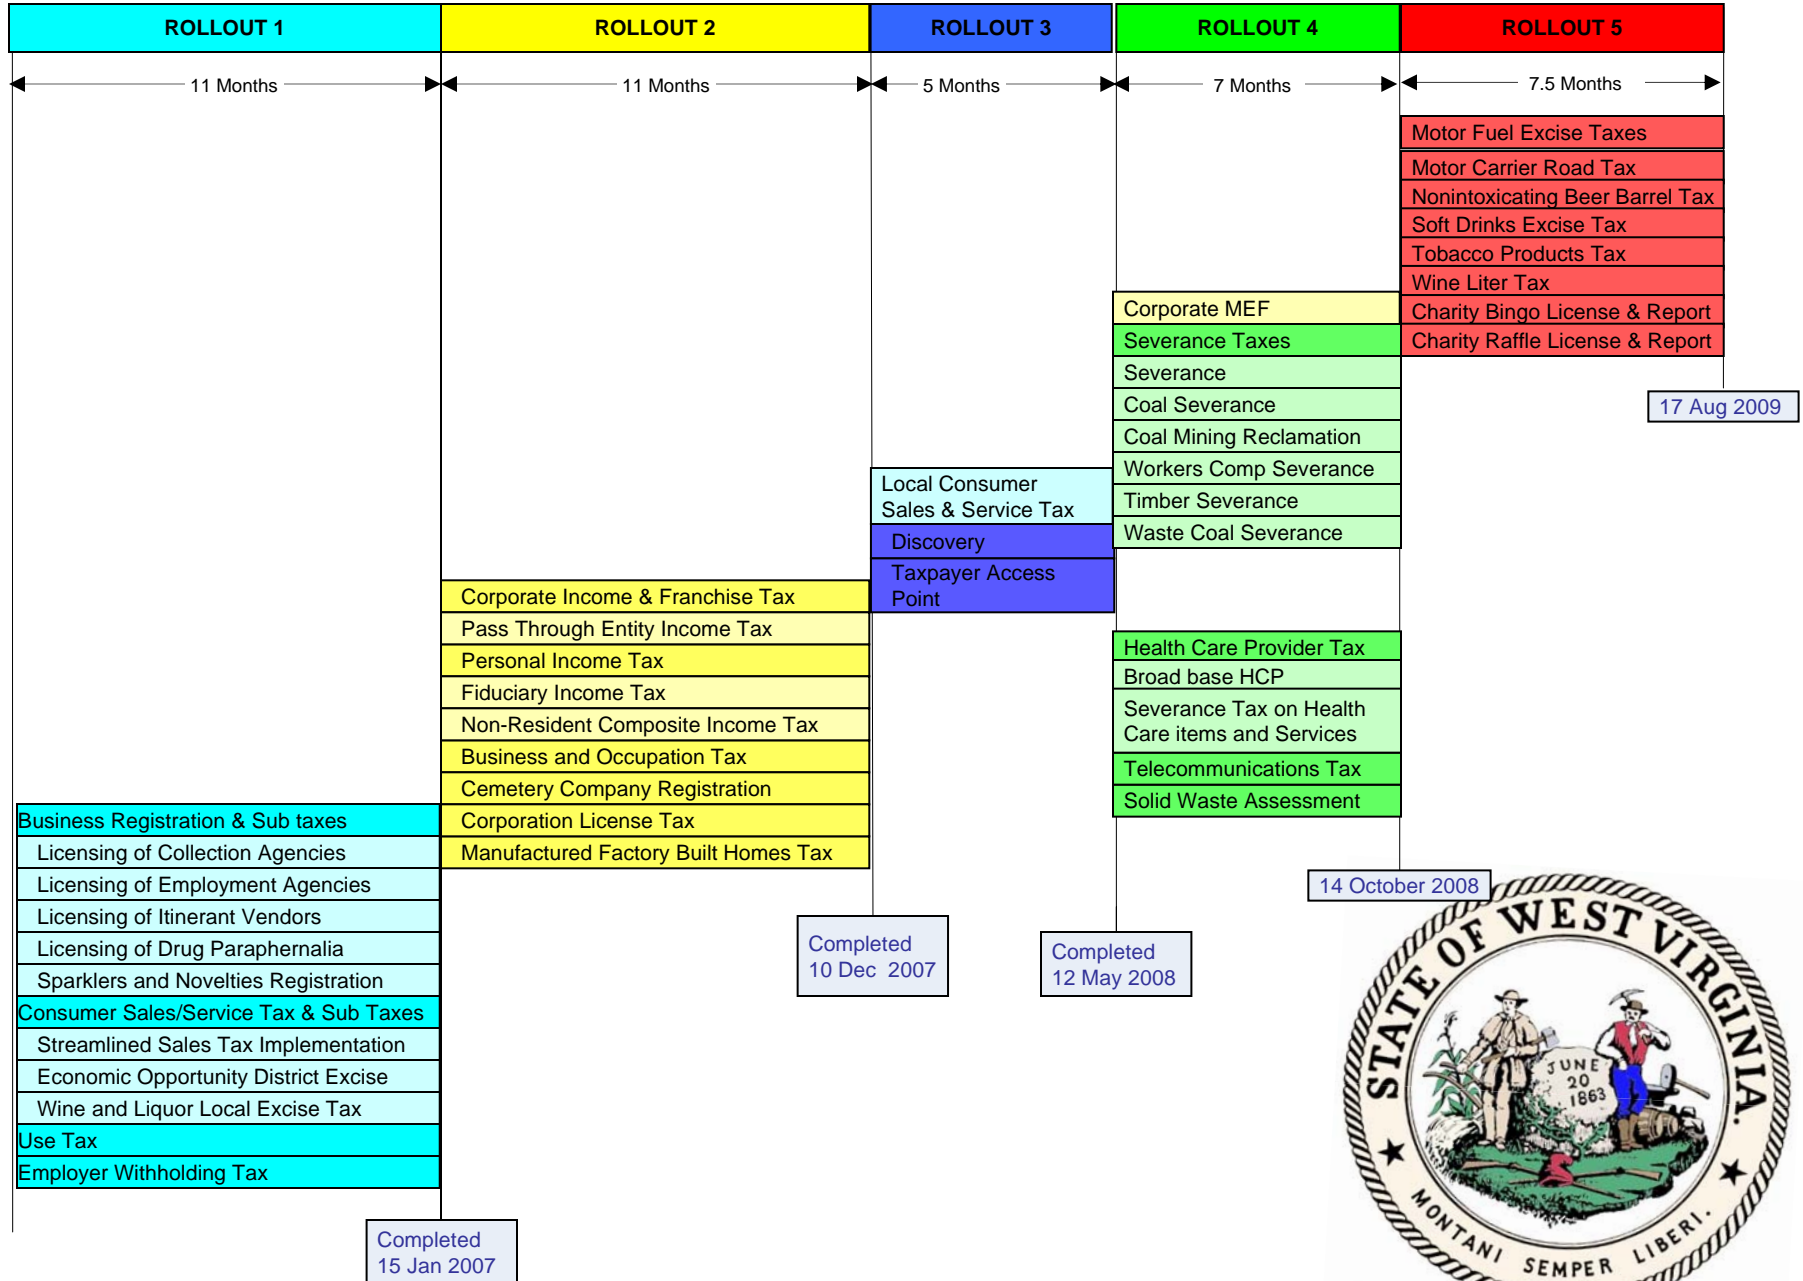 ROLLOUT 1
ROLLOUT 2
ROLLOUT 3
ROLLOUT 4
ROLLOUT 5
11 Months
11 Months
5 Months
7 Months
7.5 Months
Business Registration & Sub taxes
Licensing of Collection Agencies
Licensing of Employment Agencies
Licensing of Itinerant Vendors
Licensing of Drug Paraphernalia
Sparklers and Novelties Registration
Consumer Sales/Service Tax & Sub Taxes
Streamlined Sales Tax Implementation
Economic Opportunity District Excise
Wine and Liquor Local Excise Tax
Use Tax
Employer Withholding Tax
Completed
15 Jan 2007
Corporate Income & Franchise Tax
Pass Through Entity Income Tax
Personal Income Tax
Fiduciary Income Tax
Non-Resident Composite Income Tax
Business and Occupation Tax
Cemetery Company Registration
Corporation License Tax
Manufactured Factory Built Homes Tax
Completed
10 Dec 2007
Local Consumer
Sales & Service Tax
Discovery
Taxpayer Access
Point
Completed
12 May 2008
Corporate MEF
Severance Taxes
Severance
Coal Severance
Coal Mining Reclamation
Workers Comp Severance
Timber Severance
Waste Coal Severance
Health Care Provider Tax
Broad base HCP
Severance Tax on Health
Care items and Services
Telecommunications Tax
Solid Waste Assessment
14 October 2008
Motor Fuel Excise Taxes
Motor Carrier Road Tax
Nonintoxicating Beer Barrel Tax
Soft Drinks Excise Tax
Tobacco Products Tax
Wine Liter Tax
Charity Bingo License & Report
Charity Raffle License & Report
17 Aug 2009
STATE OF WEST VIRGINIA.
JUNE
20
1863
MONTANI SEMPER LIBERI.